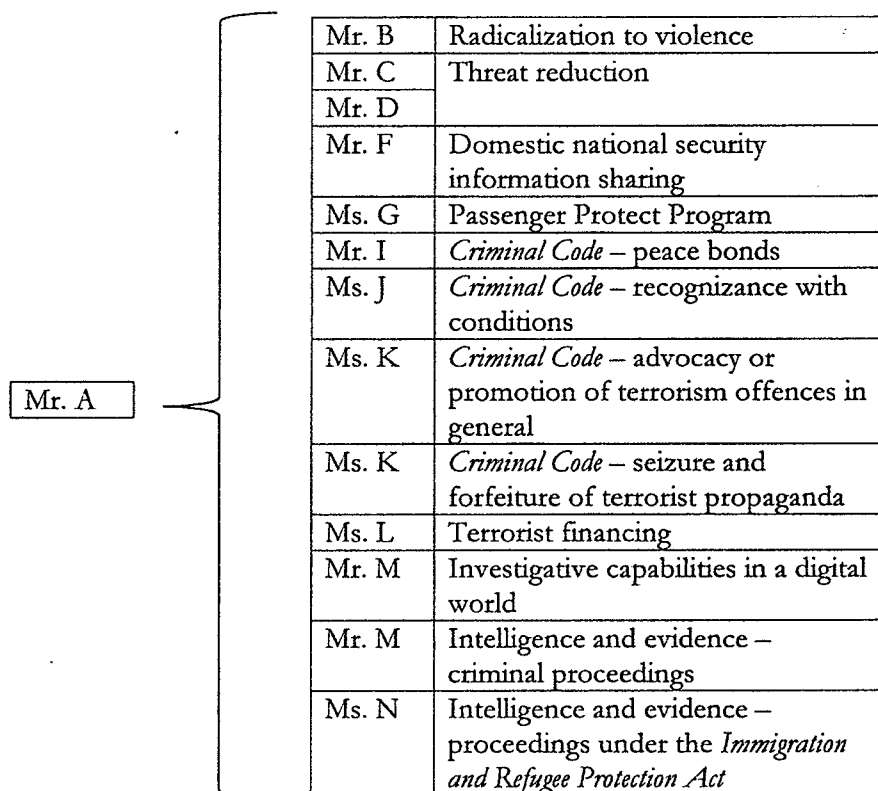 Mr. B Radicalization to violence
Mr. C Threat reduction
Mr. D
Mr. F Domestic national security
information sharing
Ms. G Passenger Protect Program
Mr. I Criminal Code – peace bonds
Ms. J Criminal Code – recognizance with
conditions
Ms. K Criminal Code – advocacy or
promotion of terrorism offences in
general
Mr. A
Ms. K Criminal Code – seizure and
forfeiture of terrorist propaganda
Ms. L Terrorist financing
Mr. M Investigative capabilities in a digital
world
Mr. M Intelligence and evidence –
criminal proceedings
Ms. N Intelligence and evidence –
proceedings under the Immigration
and Refugee Protection Act